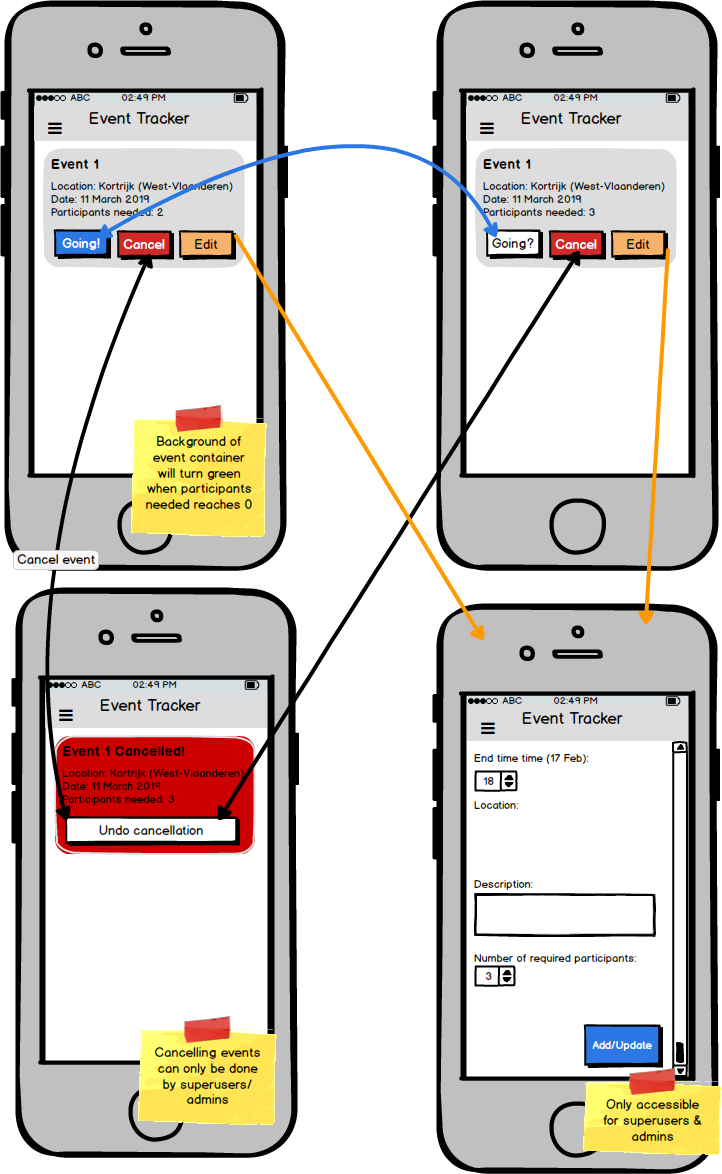 ABC 02:49 PM
Event Tracker
Event 1
Location: Kortrijk (West-Vlaanderen)
Date: 11 March 2019
Participants needed: 2
Going! Cancel Edit
Background of
event container
will turn green
when participants
needed reaches 0
ABC 02:49 PM
Event Tracker
Event 1
Location: Kortrijk (West-Vlaanderen)
Date: 11 March 2019
Participants needed: 3
Going? Cancel Edit
Cancel event
ABC 02:49 PM
Event Tracker
Event 1 Cancelled!
Location: Kortrijk (West-Vlaanderen)
Date: 11 March 2019
Participants needed: 3
Undo cancellation
Cancelling events
can only be done
by superusers/
admins
ABC 02:49 PM
Event Tracker
End time time (17 Feb):
18
Location:
Description:
Number of required participants:
3
Add/Update
Only accessible
for superusers &
admins